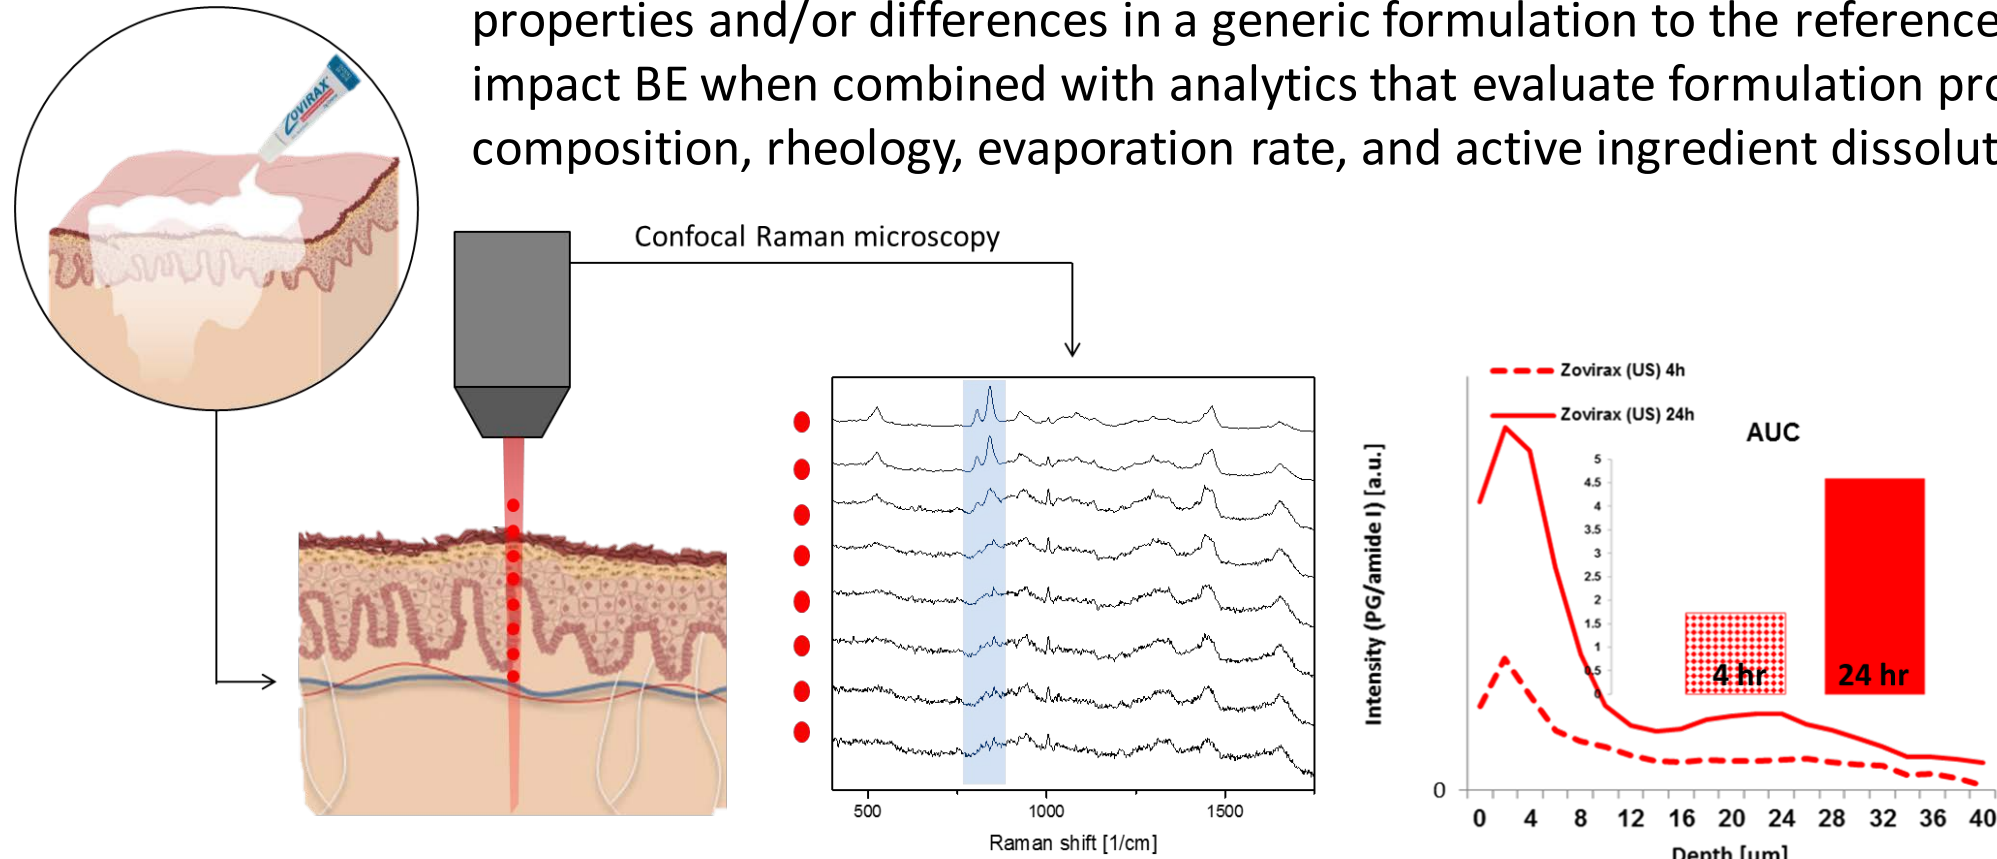 properties and/or differences in a generic formulation to the reference
impact BE when combined with analytics that evaluate formulation pro
composition, rheology, evaporation rate, and active ingredient dissolut
ZOVIRAX
Confocal Raman microscopy
500 1000 1500
Raman shift [1/cm]
Zovirax (US) 4h
Zovirax (US) 24h
AUC
5
4.5
4
3.5
3
2.5
2
1.5
1
0.5
0
4 hr
24 hr
Intensity (PG/amide I) [a.u.]
0
0 4 8 12 16 20 24 28 32 36 40
Depth [µm]